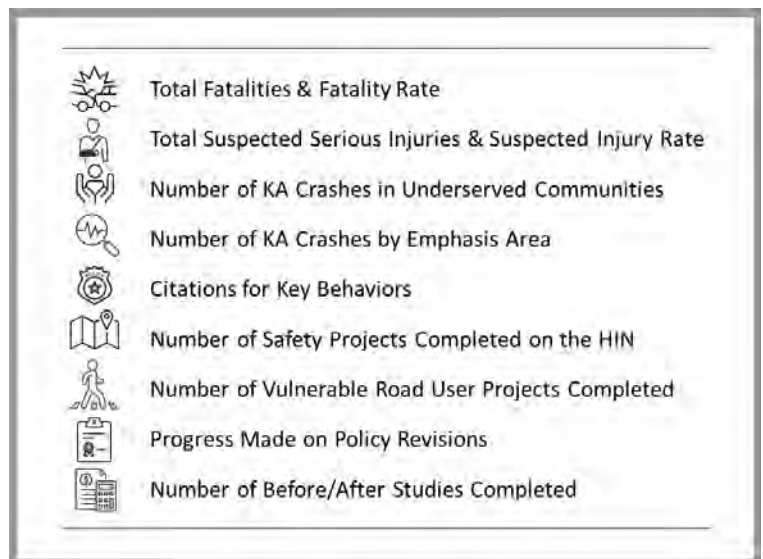 Total Fatalities & Fatality Rate
Total Suspected Serious Injuries & Suspected Injury Rate
Number of KA Crashes in Underserved Communities
Number of KA Crashes by Emphasis Area
Citations for Key Behaviors
Number of Safety Projects Completed on the HIN
Number of Vulnerable Road User Projects Completed
Progress Made on Policy Revisions
Number of Before/After Studies Completed